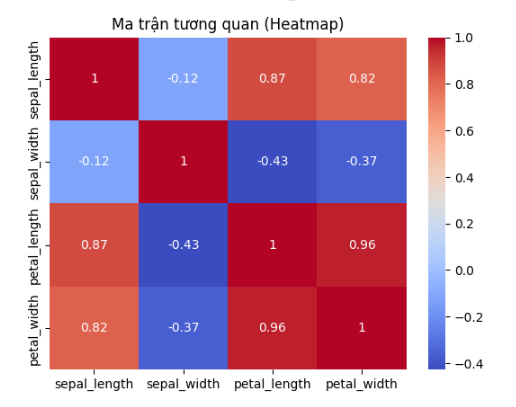 Ma trận tương quan (Heatmap)
sepal_length
1
-0.12
0.87
0.82
sepal_width
-0.12
1
-0.43
-0.37
petal_length
0.87
-0.43
1
0.96
petal_width
0.82
-0.37
0.96
1
sepal_length
sepal_width
petal_length
petal_width
1.0
0.8
0.6
0.4
0.2
0.0
−0.2
−0.4